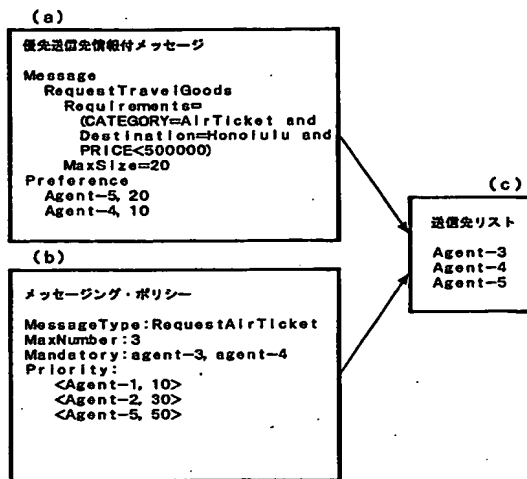 (a)
優先送信先情報付メッセージ
Message
RequestTravelGoods
Requirements=
(CATEGORY=AirTicket and
Destination=Honolulu and
PRICE<500000)
MaxSize=20
Preference
Agent-5, 20
Agent-4, 10
(b)
メッセージング・ポリシー
MessageType:RequestAirTicket
MaxNumber:3
Mandatory:agent-3, agent-4
Priority:
<Agent-1, 10>
<Agent-2, 30>
<Agent-5, 50>
(c)
送信先リスト
Agent-3
Agent-4
Agent-5